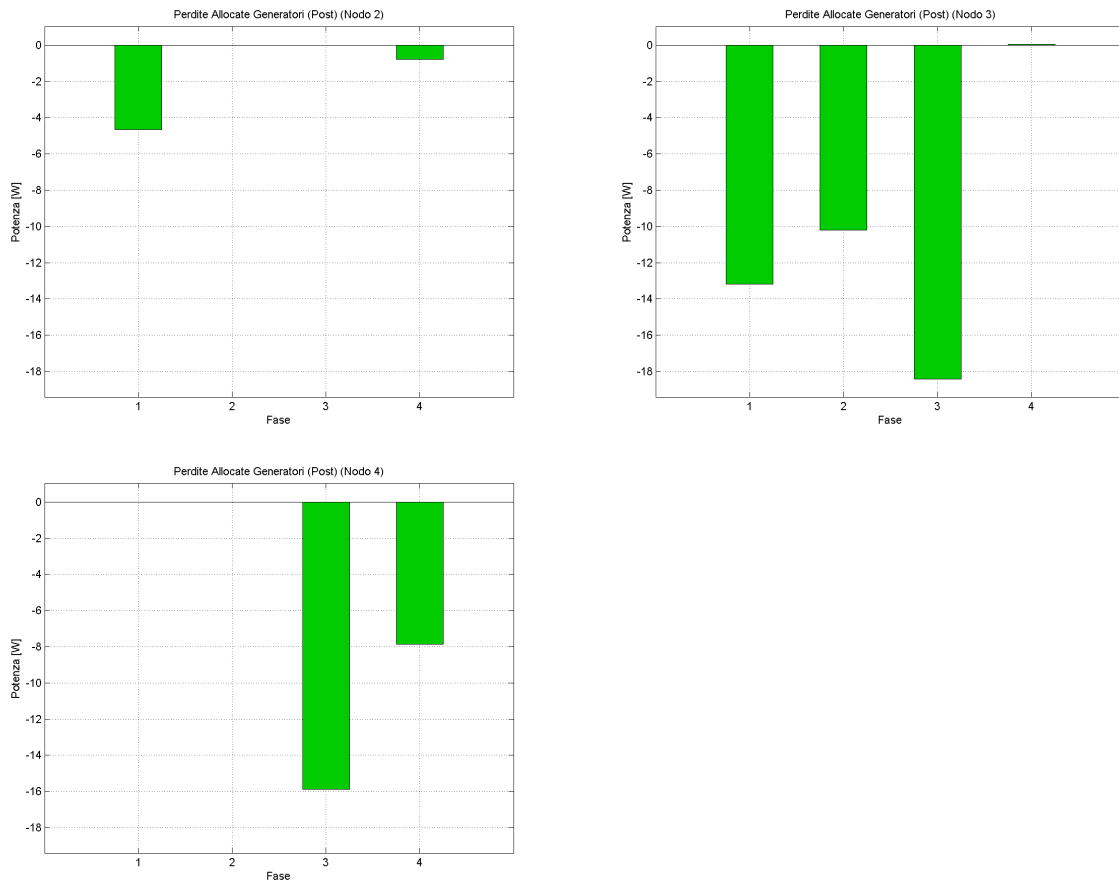 Perdite Allocate Generatori (Post) (Nodo 2)
0
-2
-4
-6
-8
-10
-12
-14
-16
-18
Potenza [W]
1 2 3 4
Fase
Perdite Allocate Generatori (Post) (Nodo 3)
0
-2
-4
-6
-8
-10
-12
-14
-16
-18
Potenza [W]
1 2 3 4
Fase
Perdite Allocate Generatori (Post) (Nodo 4)
0
-2
-4
-6
-8
-10
-12
-14
-16
-18
Potenza [W]
1 2 3 4
Fase